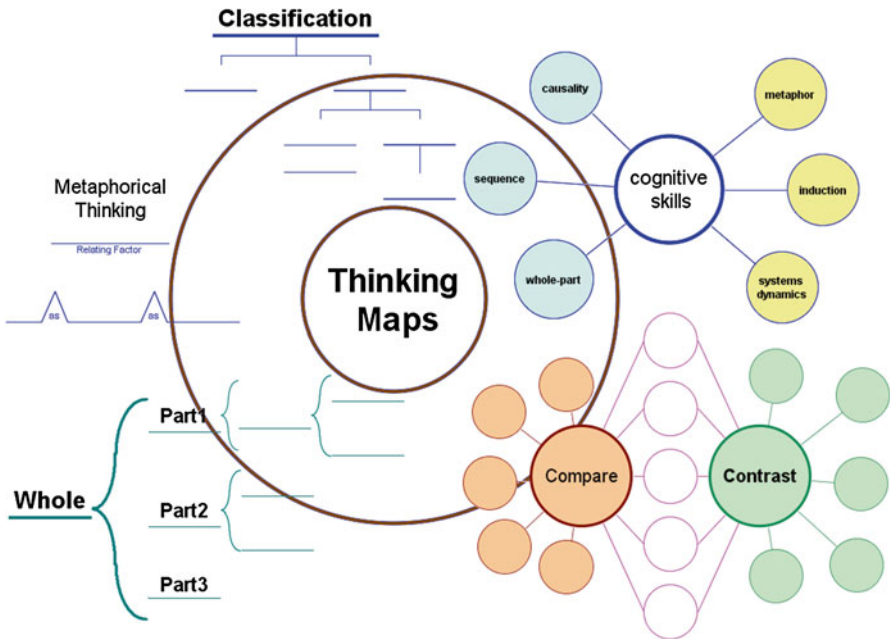 Classification
causality
metaphor
sequence
cognitive
skills
induction
Metaphorical
Thinking
Relating Factor
whole-part
systems
dynamics
Thinking
Maps
as
as
Part1
Compare
Contrast
Whole
Part2
Part3